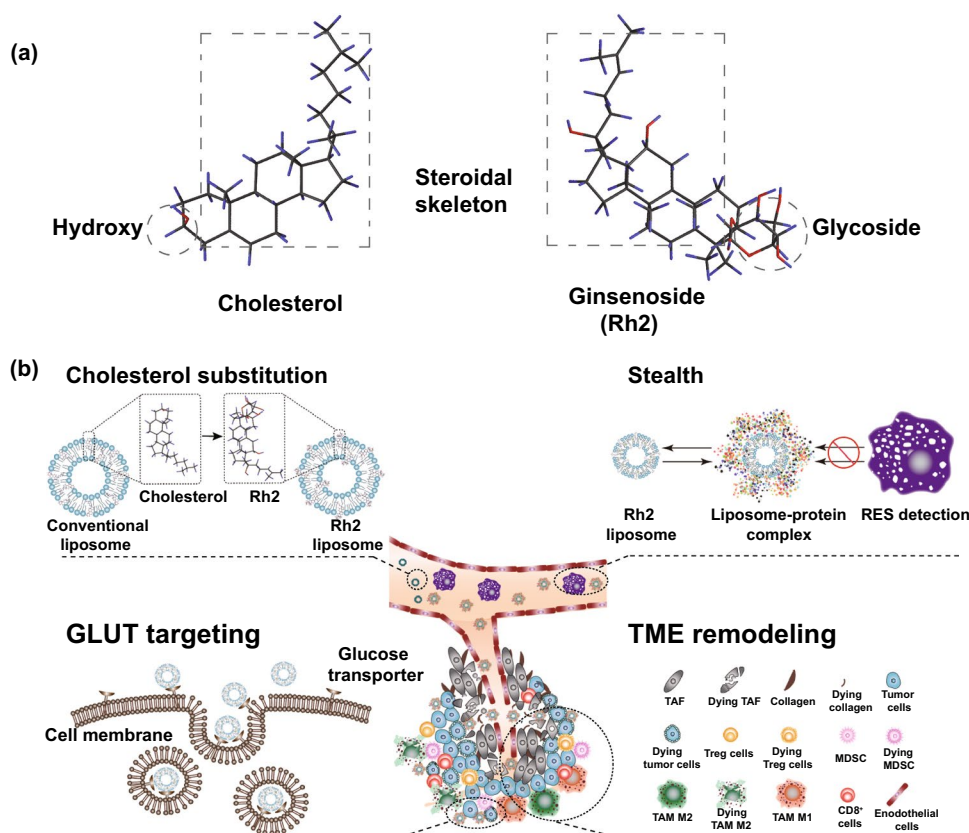 (a)
Hydroxy
Steroidal
skeleton
Glycoside
Cholesterol
Ginsenoside
(Rh2)
(b)
Cholesterol substitution
Cholesterol
Rh2
Conventional
liposome
Rh2
liposome
Stealth
Rh2
liposome
Liposome-protein
complex
RES detection
GLUT targeting
Glucose
transporter
Cell membrane
TME remodeling
TAF
Dying TAF
Collagen
Dying
collagen
Tumor
cells
Dying
tumor cells
Treg cells
Dying
Treg cells
MDSC
Dying
MDSC
TAM M2
Dying
TAM M2
TAM M1
CD8⁺
cells
Endothelial
cells